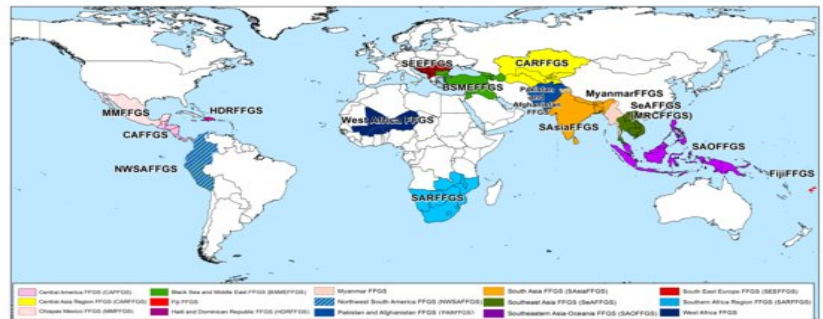 SEEFFGS
CARFFGS
BSMEFFGS
MMFFGS
HDRFFGS
CAFFGS
West Africa FFGS
Pakistan
and
Afghanistan
FFGS
MyanmarFFGS
SeAFFGS
(MRCFFGS)
SAsiaFFGS
NWSAFFGS
SAOFFGS
FijiFFGS
SARFFGS
Central America FFGS (CAFFGS)
Black Sea and Middle East FFGS (BSMEFFGS)
Myanmar FFGS
South Asia FFGS (SAsiaFFGS)
South East Europe FFGS (SEEFFGS)
Central Asia Region FFGS (CARFFGS)
Fiji FFGS
Northwest South America FFGS (NWSAFFGS)
Southeast Asia FFGS (SeAFFGS)
Southern Africa Region FFGS (SARFFGS)
Chiapas Mexico FFGS (MMFFGS)
Haiti and Dominican Republic FFGS (HDRFFGS)
Pakistan and Afghanistan FFGS
Southeastern Asia-Oceania FFGS (SAOFFGS)
West Africa FFGS